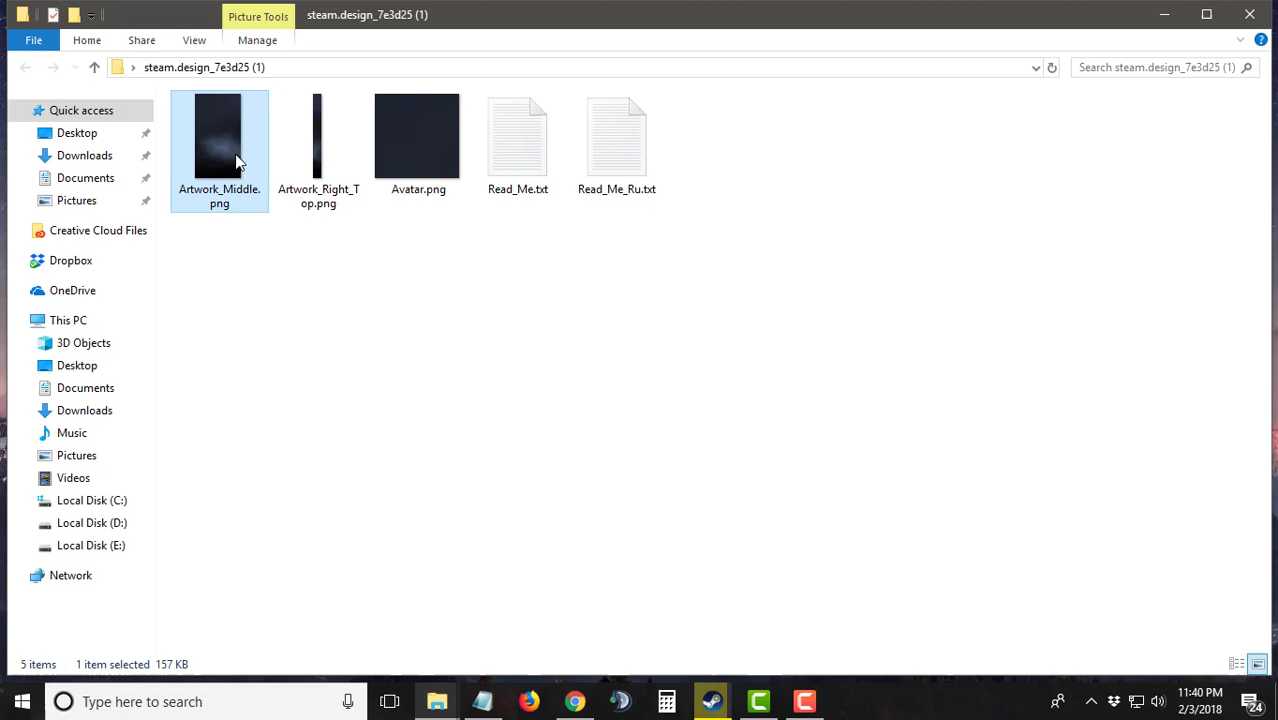 Picture Tools
steam.design_7e3d25 (1)
File
Home
Share
View
Manage
steam.design_7e3d25 (1)
Search steam.design_7e3d25 (1)
Quick access
Desktop
Downloads
Documents
Pictures
Creative Cloud Files
Dropbox
OneDrive
This PC
3D Objects
Desktop
Documents
Downloads
Music
Pictures
Videos
Local Disk (C:)
Local Disk (D:)
Local Disk (E:)
Network
Artwork_Middle.
png
Artwork_Right_T
op.png
Avatar.png
Read_Me.txt
Read_Me_Ru.txt
5 items
1 item selected
157 KB
Type here to search
11:40 PM
2/3/2018
24